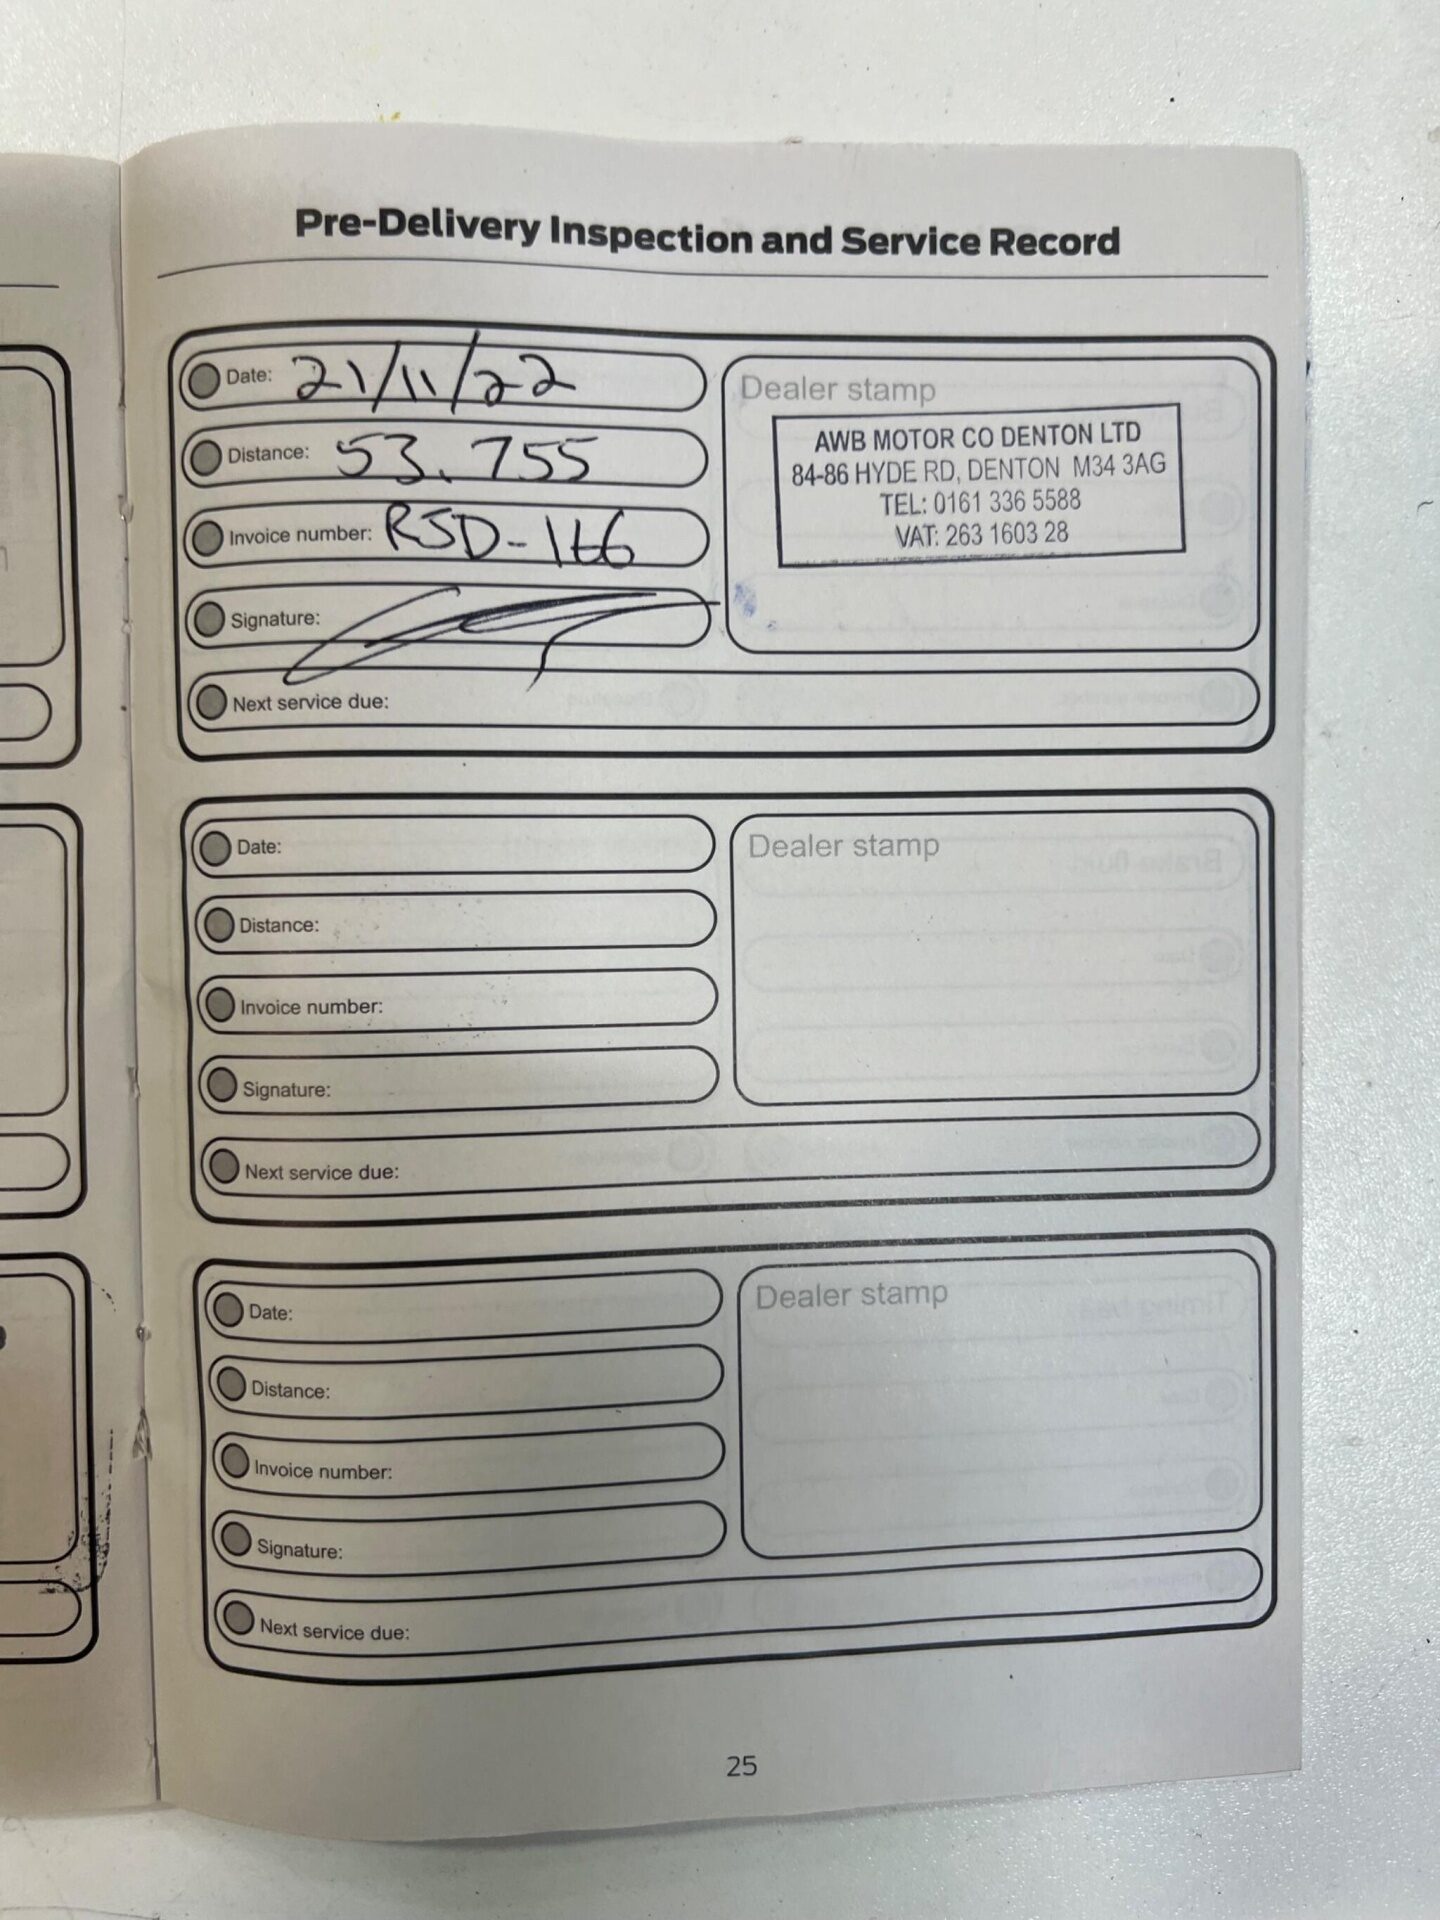 Pre-Delivery Inspection and Service Record
Date: 21/11/22
Distance: 53.755
Invoice number: RSD-166
Signature:
Next service due:
Dealer stamp
AWB MOTOR CO DENTON LTD
84-86 HYDE RD, DENTON M34 3AG
TEL: 0161 336 5588
VAT: 263 1603 28
Date:
Distance:
Invoice number:
Signature:
Next service due:
Dealer stamp
Date:
Distance:
Invoice number:
Signature:
Next service due:
Dealer stamp
25